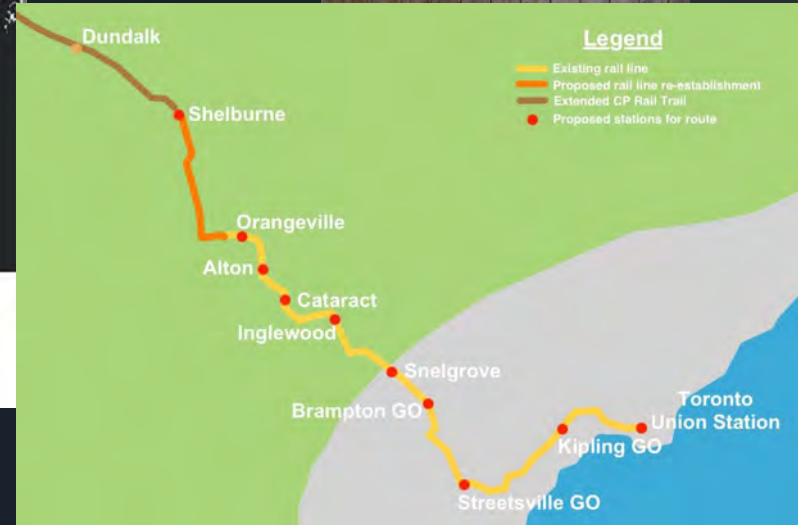 Dundalk
Legend
Existing rail line
Proposed rail line re-establishment
Extended CP Rail Trail
Proposed stations for route
Shelburne
Orangeville
Alton
Cataract
Inglewood
Snelgrove
Brampton GO
Toronto
Union Station
Kipling GO
Streetsville GO